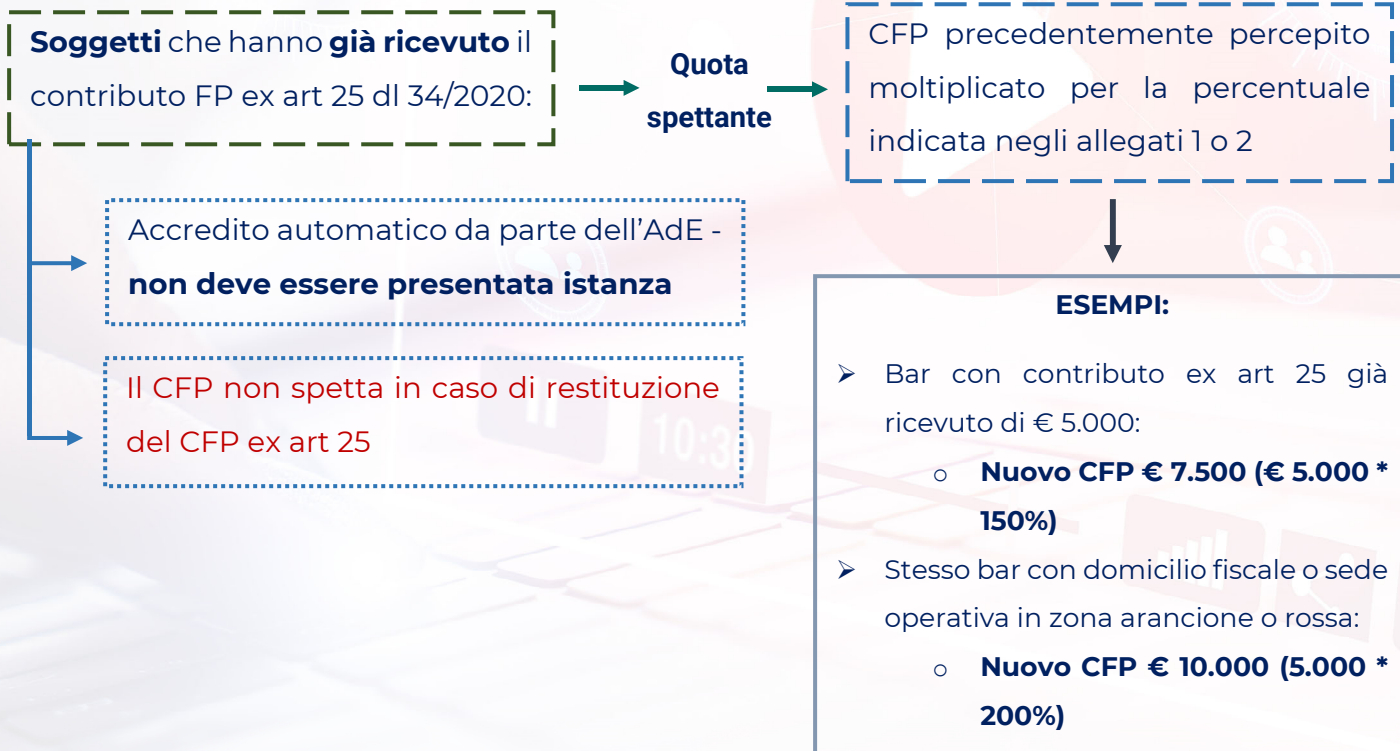 Soggetti che hanno già ricevuto il
contributo FP ex art 25 dl 34/2020:
Quota
spettante
CFP precedentemente percepito
moltiplicato per la percentuale
indicata negli allegati 1 o 2
Accredito automatico da parte dell'AdE -
non deve essere presentata istanza
Il CFP non spetta in caso di restituzione
del CFP ex art 25
ESEMPI:
➢ Bar con contributo ex art 25 già
ricevuto di € 5.000:
o Nuovo CFP € 7.500 (€ 5.000 *
150%)
➢ Stesso bar con domicilio fiscale o sede
operativa in zona arancione o rossa:
o Nuovo CFP € 10.000 (5.000 *
200%)
10:30